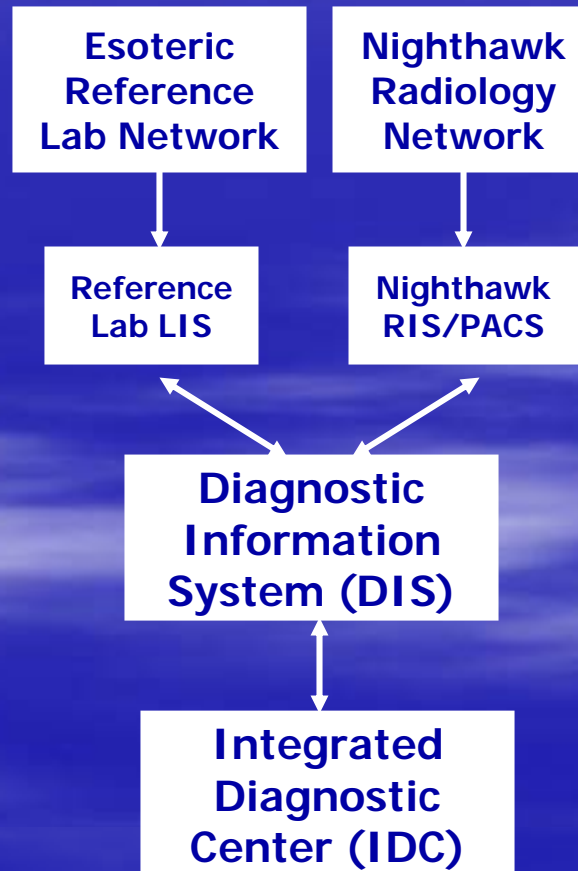 Esoteric
Reference
Lab Network
Nighthawk
Radiology
Network
Reference
Lab LIS
Nighthawk
RIS/PACS
Diagnostic
Information
System (DIS)
Integrated
Diagnostic
Center (IDC)